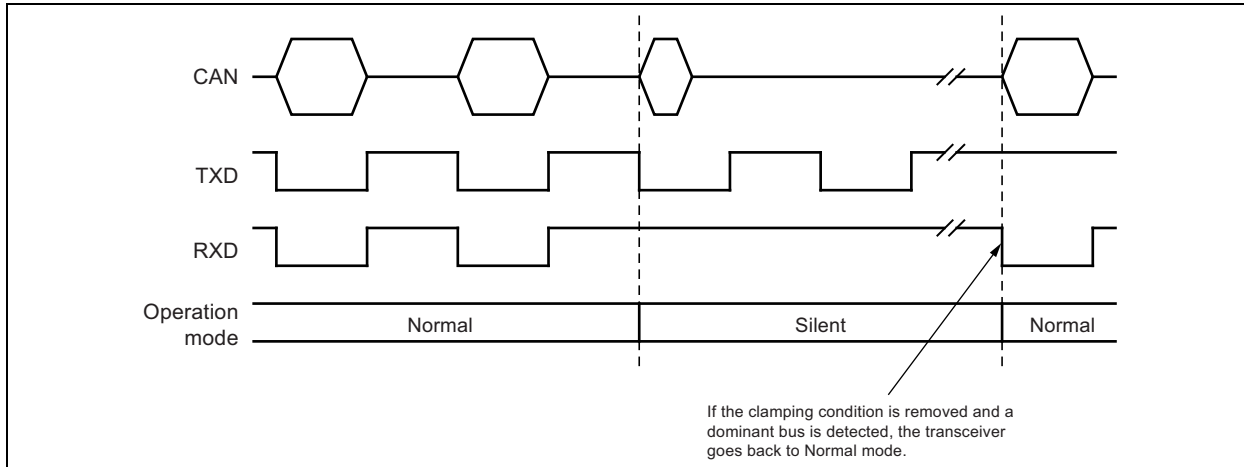 CAN
TXD
RXD
Operation
mode
Normal
Silent
Normal
If the clamping condition is removed and a
dominant bus is detected, the transceiver
goes back to Normal mode.